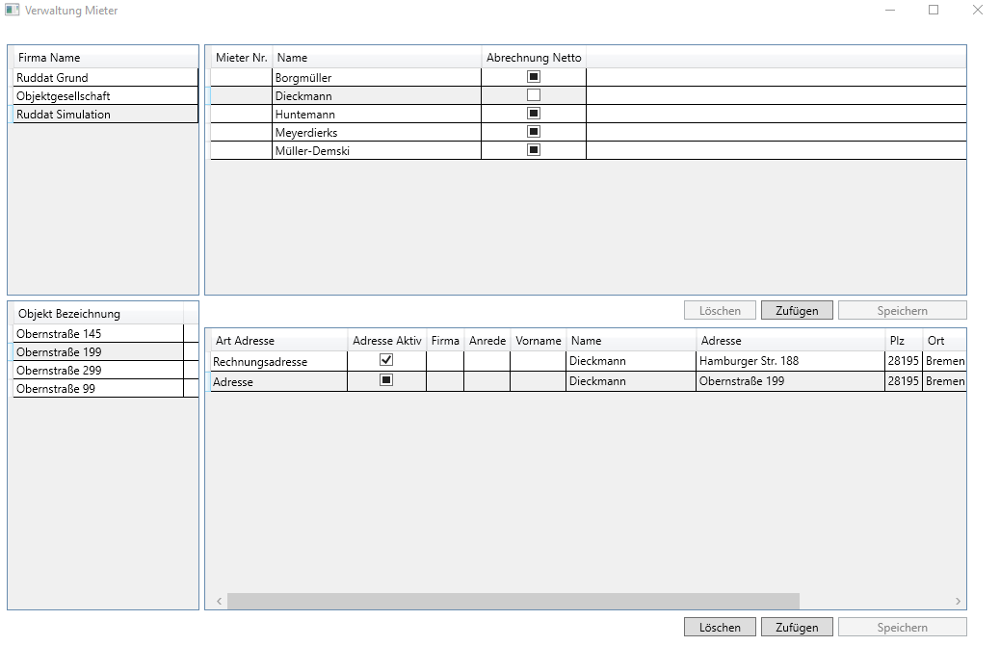 Verwaltung Mieter
Firma Name
Ruddat Grund
Objektgesellschaft
Ruddat Simulation
Mieter Nr. Name Abrechnung Netto
Borgmüller
Dieckmann
Huntemann
Meyerdierks
Müller-Demski
Löschen Zufügen Speichern
Objekt Bezeichnung
Obernstraße 145
Obernstraße 199
Obernstraße 299
Obernstraße 99
Art Adresse Adresse Aktiv Firma Anrede Vorname Name Adresse Plz Ort
Rechnungsadresse Dieckmann Hamburger Str. 188 28195 Bremen
Adresse Dieckmann Obernstraße 199 28195 Bremen
Löschen Zufügen Speichern